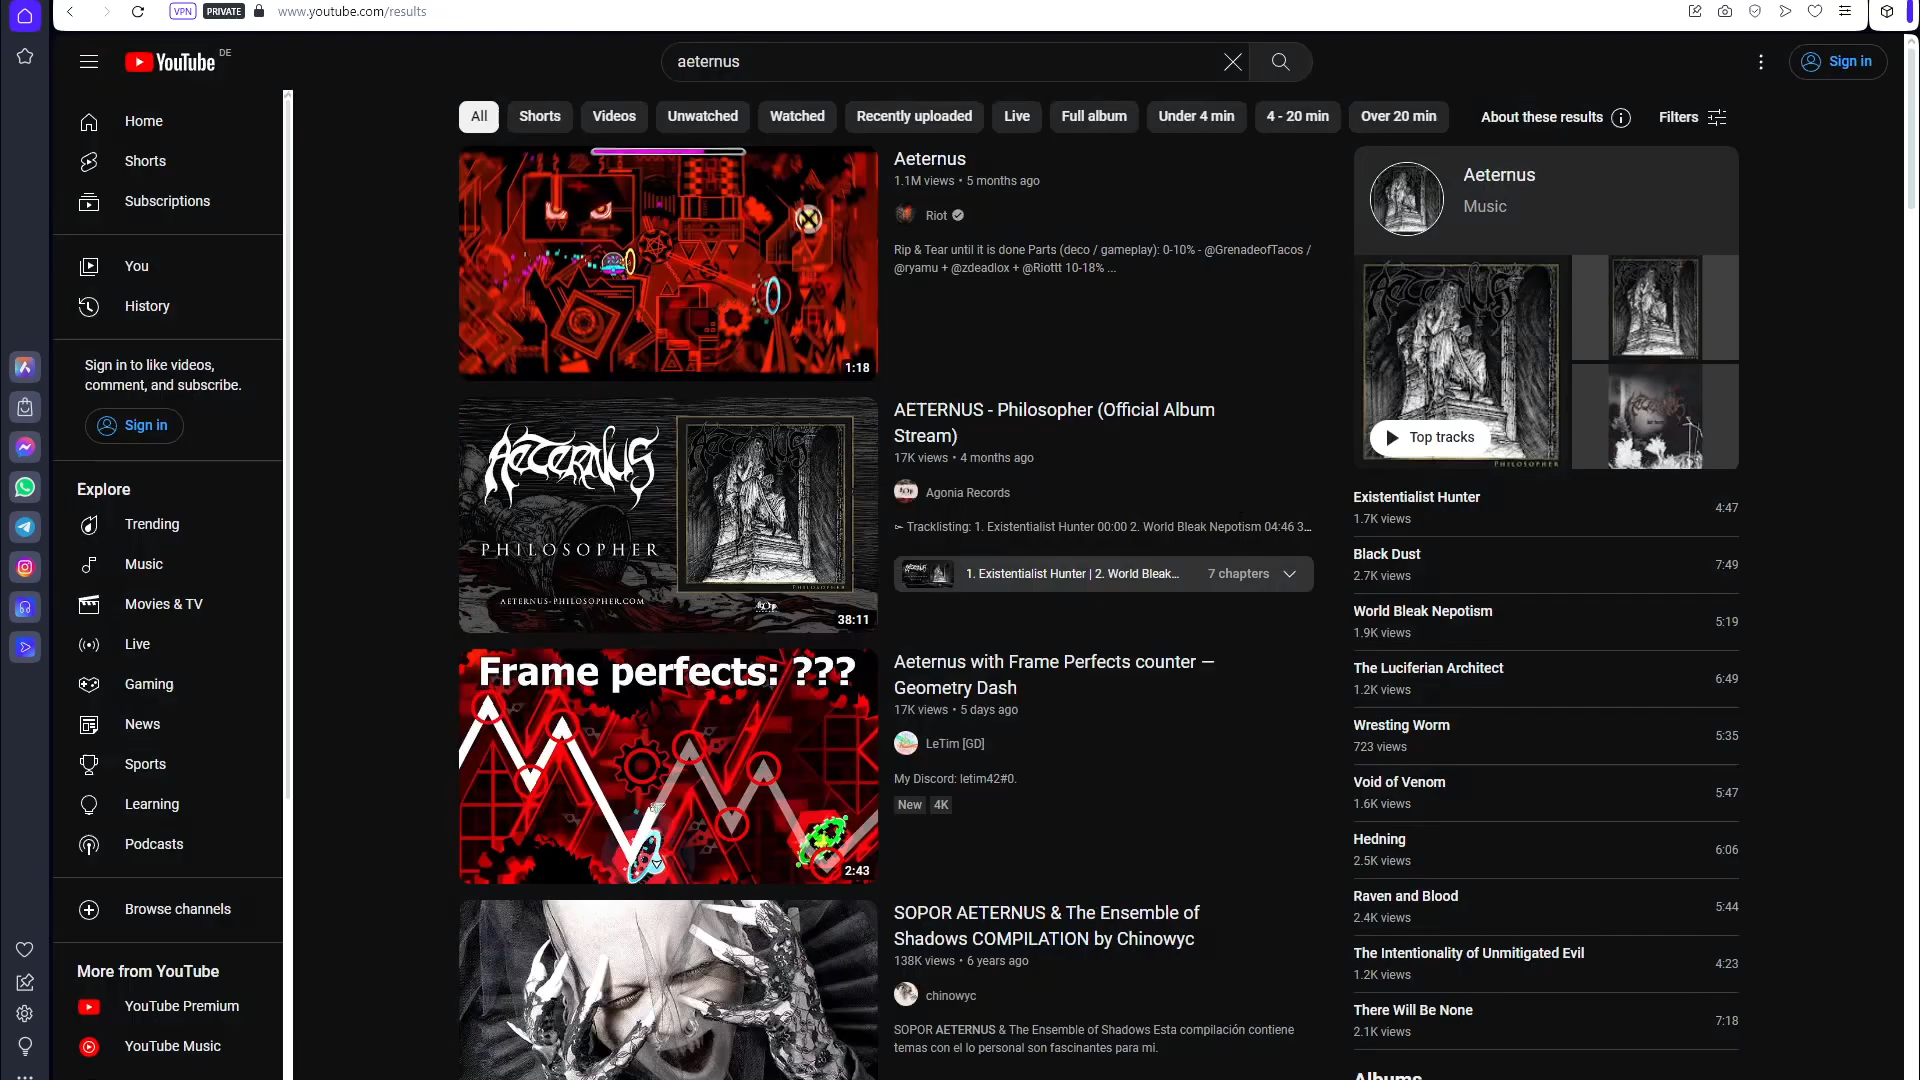 VPN PRIVATE www.youtube.com/results
YouTube DE
aeternus
Sign in
Home
Shorts
Subscriptions
You
History
Sign in to like videos,
comment, and subscribe.
Sign in
Explore
Trending
Music
Movies & TV
Live
Gaming
News
Sports
Learning
Podcasts
Browse channels
More from YouTube
YouTube Premium
YouTube Music
All Shorts Videos Unwatched Watched Recently uploaded Live Full album Under 4 min 4 - 20 min Over 20 min About these results Filters
1:18
Aeternus
1.1M views • 5 months ago
Riot
Rip & Tear until it is done Parts (deco / gameplay): 0-10% - @GrenadeofTacos /
@ryamu + @zdeadlox + @Riottt 10-18% ...
AETERNUS
PHILOSOPHER
AETERNUS-PHILOSOPHER.COM
PHILOSOPHER
38:11
AETERNUS - Philosopher (Official Album
Stream)
17K views • 4 months ago
Agonia Records
Tracklisting: 1. Existentialist Hunter 00:00 2. World Bleak Nepotism 04:46 3...
1. Existentialist Hunter | 2. World Bleak... 7 chapters
Frame perfects: ???
2:43
Aeternus with Frame Perfects counter —
Geometry Dash
17K views • 5 days ago
LeTim [GD]
My Discord: letim42#0.
New 4K
SOPOR AETERNUS & The Ensemble of
Shadows COMPILATION by Chinowyc
138K views • 6 years ago
chinowyc
SOPOR AETERNUS & The Ensemble of Shadows Esta compilación contiene
temas con el lo personal son fascinantes para mi.
Aeternus
Music
AETERNUS
Top tracks
PHILOSOPHER
Existentialist Hunter
1.7K views
4:47
Black Dust
2.7K views
7:49
World Bleak Nepotism
1.9K views
5:19
The Luciferian Architect
1.2K views
6:49
Wresting Worm
723 views
5:35
Void of Venom
1.6K views
5:47
Hedning
2.5K views
6:06
Raven and Blood
2.4K views
5:44
The Intentionality of Unmitigated Evil
1.2K views
4:23
There Will Be None
2.1K views
7:18
Albums